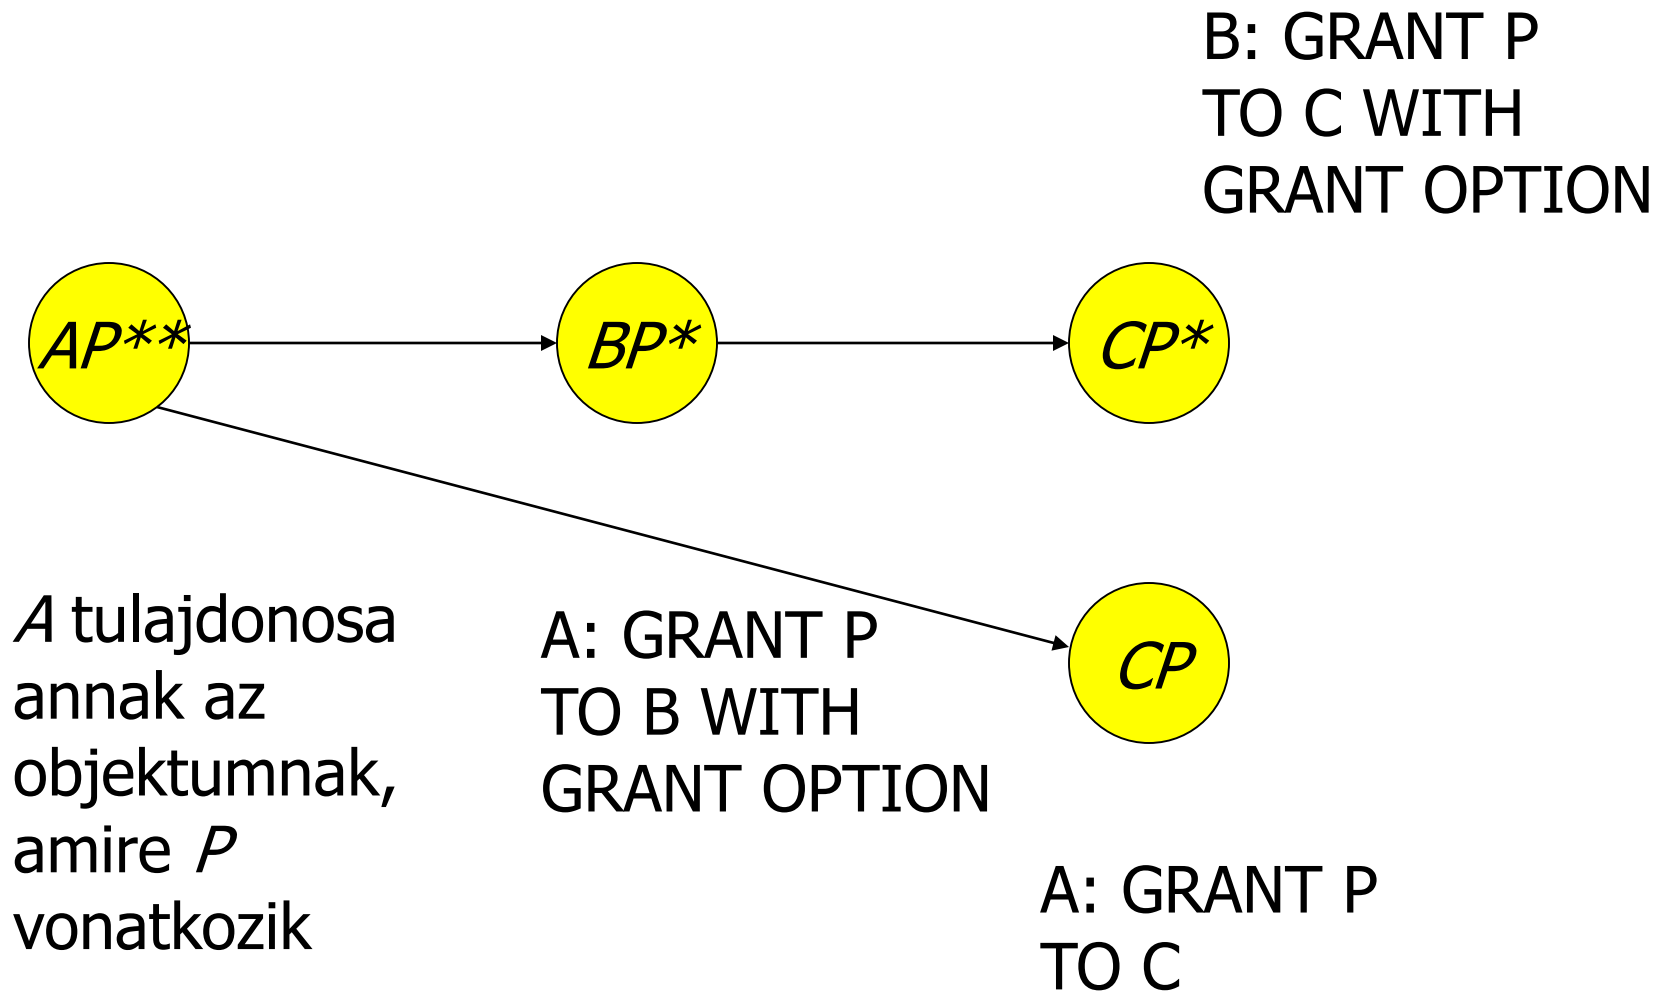 B: GRANT P
TO C WITH
GRANT OPTION
AP**
BP*
CP*
CP
A tulajdonosa
annak az
objektumnak,
amire P
vonatkozik
A: GRANT P
TO B WITH
GRANT OPTION
A: GRANT P
TO C